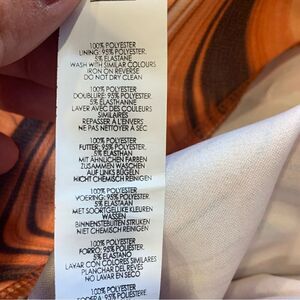 100% POLYESTER
LINING: 95% POLYESTER.
5% ELASTANE
WASH WITH SIMILAR COLOURS
IRON ON REVERSE
DO NOT DRY CLEAN
100% POLYESTER
DOUBLURE: 95% POLYESTER.
5% ELASTHANNE
LAVER AVEC DES COULEURS
SIMILAIRES
REPASSER À L'ENVERS
NE PAS NETTOYER À SEC
100% POLYESTER
FUTTER: 95% POLYESTER.
5% ELASTHAN
MIT ÄHNLICHEN FARBEN
ZUSAMMEN WASCHEN
AUF LINKS BÜGELN
NICHT CHEMISCH REINIGEN
100% POLYESTER
VOERING: 95% POLYESTER.
5% ELASTAAN
MET SOORTGELIJKE KLEUREN
WASSEN
BINNENSTEBUITEN STRIJKEN
NIET CHEMISCH REINIGEN
100% POLYESTER
FORRO: 95% POLIÉSTER.
5% ELASTANO
LAVAR CON COLORES SIMILARES
PLANCHAR DEL REVÉS
NO LAVAR EN SECO
100% POLIESTERE
95% POLIESTERE